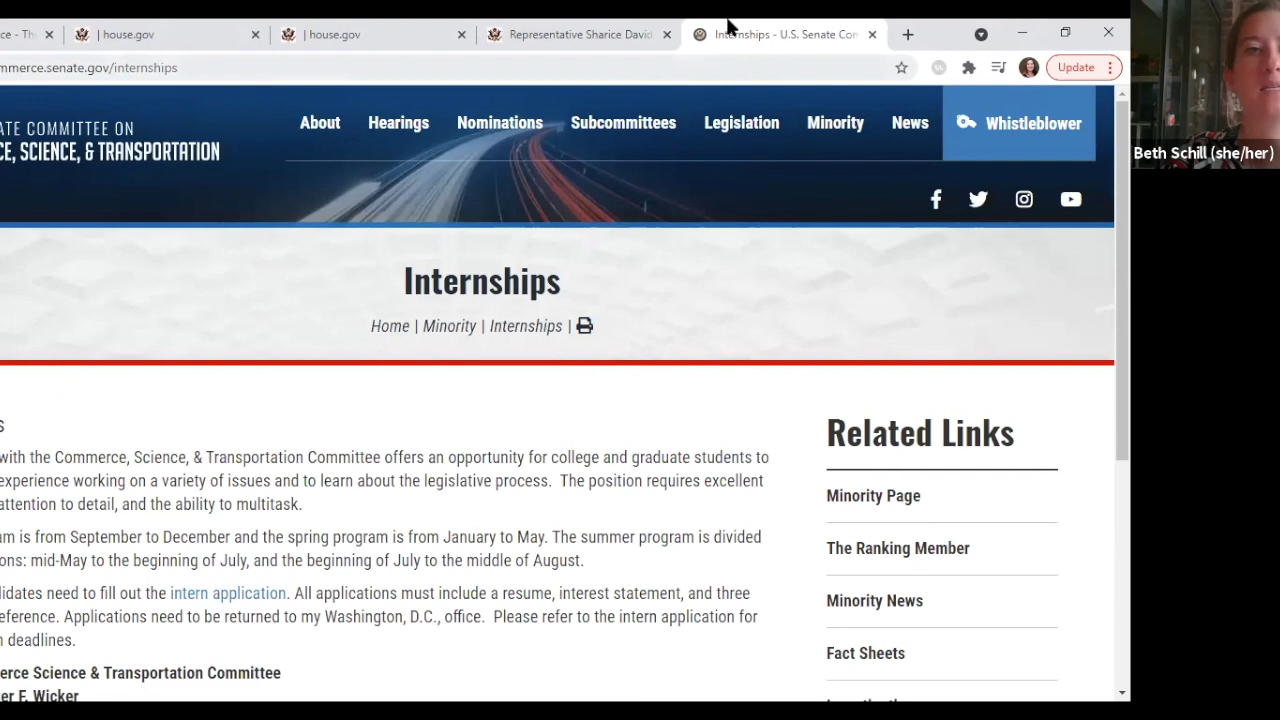 ce - Th
| house.gov
| house.gov
Representative Sharice David
Internships - U.S. Senate Com
mmerce.senate.gov/internships
Update
ATE COMMITTEE ON
CE, SCIENCE, & TRANSPORTATION
About Hearings Nominations Subcommittees Legislation Minority News Whistleblower
Beth Schill (she/her)
Internships
Home | Minority | Internships |
s
with the Commerce, Science, & Transportation Committee offers an opportunity for college and graduate students to
experience working on a variety of issues and to learn about the legislative process. The position requires excellent
attention to detail, and the ability to multitask.
am is from September to December and the spring program is from January to May. The summer program is divided
ons: mid-May to the beginning of July, and the beginning of July to the middle of August.
didates need to fill out the intern application. All applications must include a resume, interest statement, and three
eference. Applications need to be returned to my Washington, D.C., office. Please refer to the intern application for
n deadlines.
erce Science & Transportation Committee
er F. Wicker
Related Links
Minority Page
The Ranking Member
Minority News
Fact Sheets